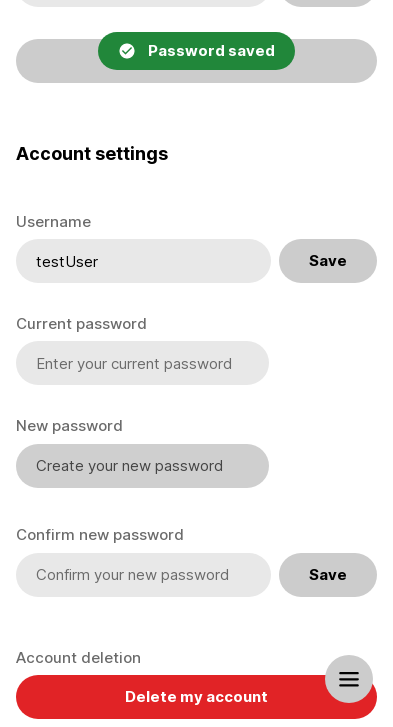 Password saved
Account settings
Username
testUser
Save
Current password
Enter your current password
New password
Create your new password
Confirm new password
Confirm your new password
Save
Account deletion
Delete my account